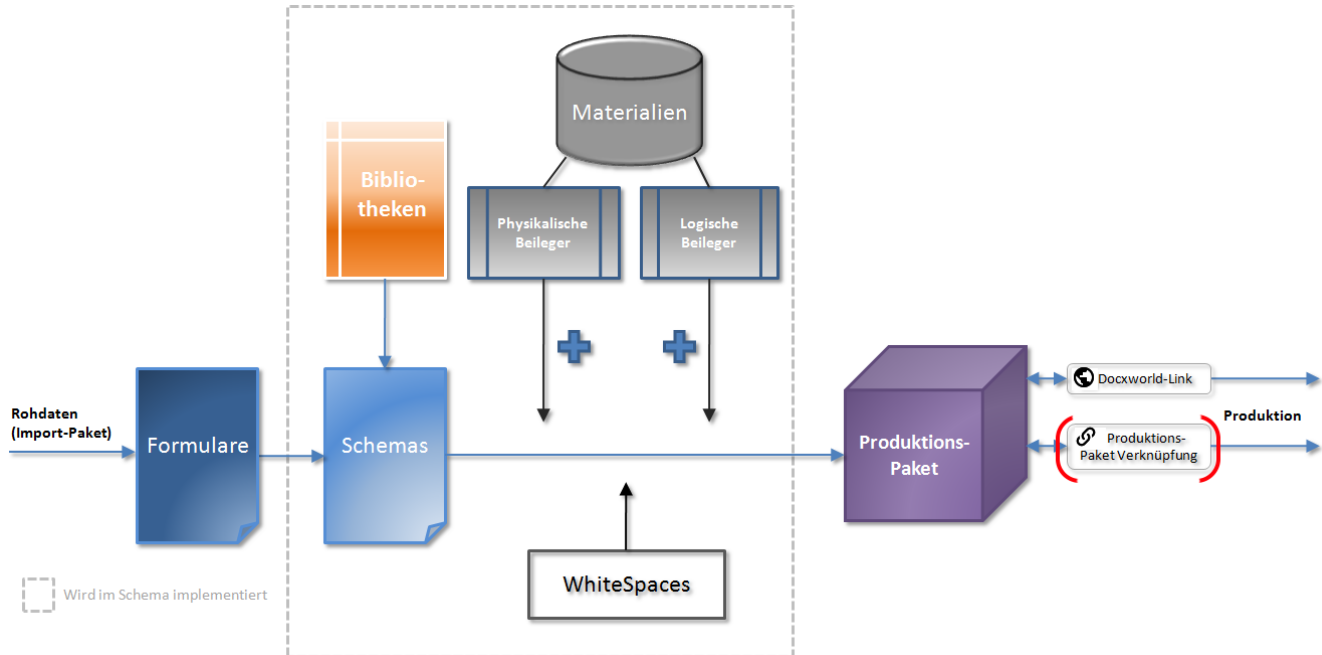 Materialien
Biblio-
theken
Physikalische
Beileger
Logische
Beileger
Rohdaten
(Import-Paket)
Formulare
Schemas
Produktions-
Paket
Docxworld-Link
Produktion
Produktions-
Paket Verknüpfung
WhiteSpaces
Wird im Schema implementiert